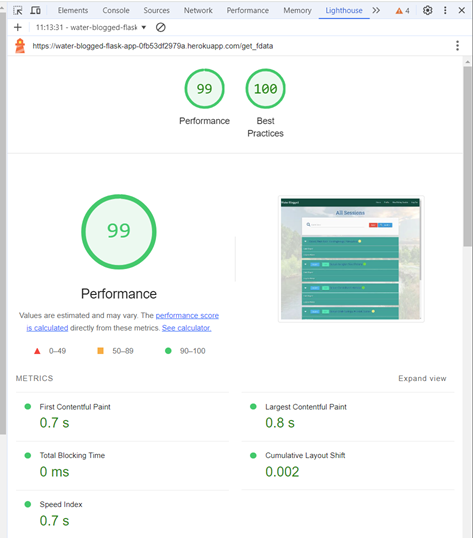 Elements Console Sources Network Performance Memory Lighthouse 4
11:13:31 - water-blogged-flask
https://water-blogged-flask-app-0fb53df2979a.herokuapp.com/get_fdata
99 100
Performance Best
Practices
99
Performance
Values are estimated and may vary. The performance score
is calculated directly from these metrics. See calculator.
0–49 50–89 90–100
All Sessions
METRICS Expand view
First Contentful Paint Largest Contentful Paint
0.7 s 0.8 s
Total Blocking Time Cumulative Layout Shift
0 ms 0.002
Speed Index
0.7 s